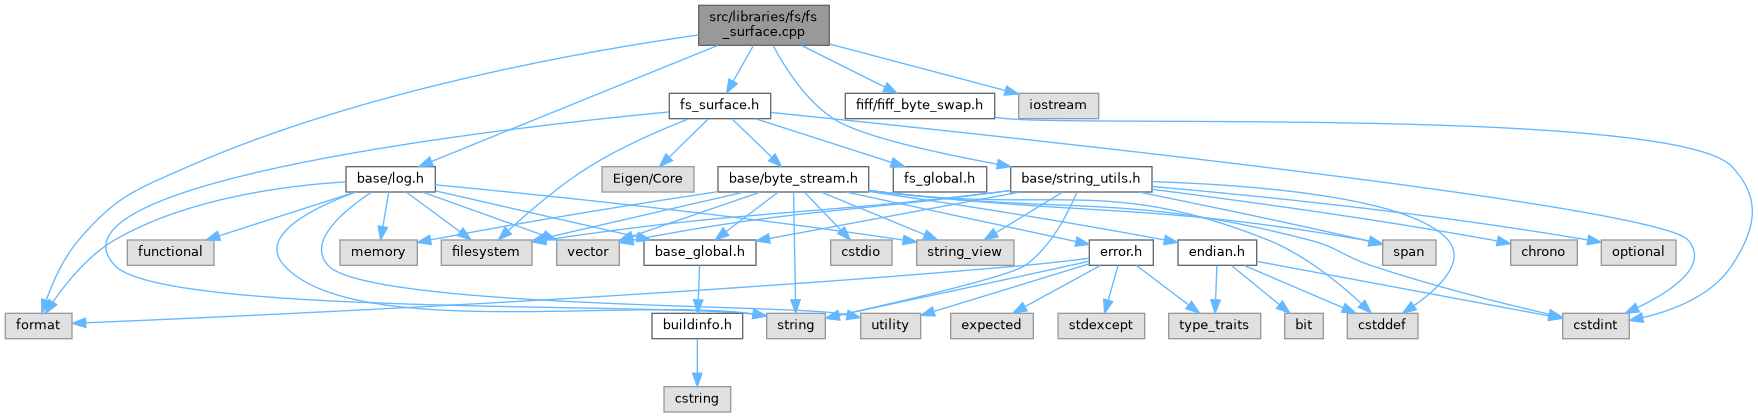 src/libraries/fs/fs
_surface.cpp
fs_surface.h
fiff/fiff_byte_swap.h
iostream
base/log.h
Eigen/Core
base/byte_stream.h
fs_global.h
base/string_utils.h
functional
memory
filesystem
vector
base_global.h
cstdio
string_view
error.h
endian.h
span
chrono
optional
format
buildinfo.h
string
utility
expected
stdexcept
type_traits
bit
cstddef
cstdint
cstring